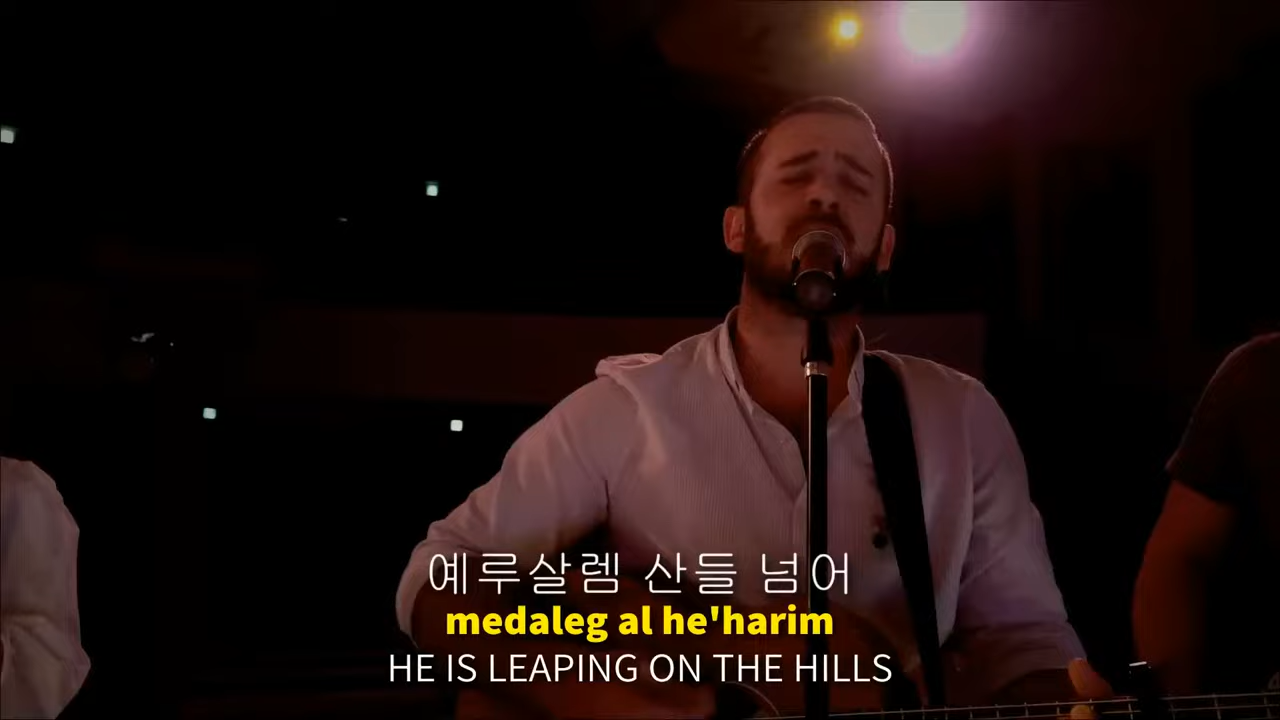 예루살렘 산들 넘어
medaleg al he'harim
HE IS LEAPING ON THE HILLS